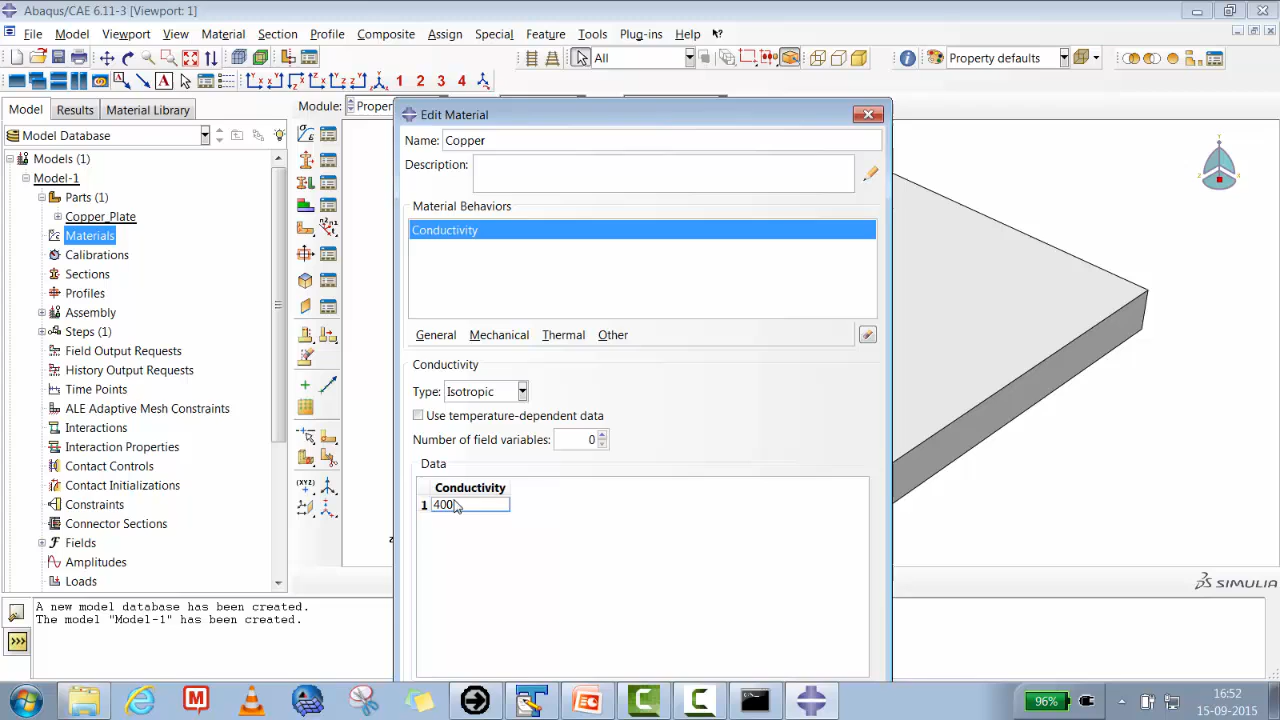 Abaqus/CAE 6.11-3 [Viewport: 1]
File Model Viewport View Material Section Profile Composite Assign Special Feature Tools Plug-ins Help
All
Property defaults
1 2 3 4
Model Results Material Library
Module: Proper
Model Database
Models (1)
Model-1
Parts (1)
Copper_Plate
Materials
Calibrations
Sections
Profiles
Assembly
Steps (1)
Field Output Requests
History Output Requests
Time Points
ALE Adaptive Mesh Constraints
Interactions
Interaction Properties
Contact Controls
Contact Initializations
Constraints
Connector Sections
Fields
Amplitudes
Loads
Edit Material
Name: Copper
Description:
Material Behaviors
Conductivity
General Mechanical Thermal Other
Conductivity
Type: Isotropic
Use temperature-dependent data
Number of field variables: 0
Data
Conductivity
1 400
SIMULIA
A new model database has been created.
The model "Model-1" has been created.
96%
16:52
15-09-2015